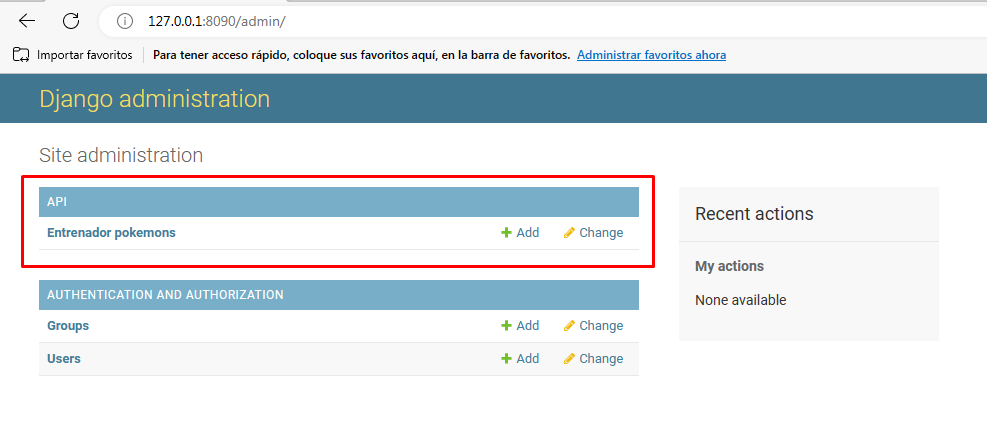 127.0.0.1:8090/admin/
Importar favoritos
Para tener acceso rápido, coloque sus favoritos aquí, en la barra de favoritos. Administrar favoritos ahora
Django administration
Site administration
API
Entrenador pokemons Add Change
AUTHENTICATION AND AUTHORIZATION
Groups Add Change
Users Add Change
Recent actions
My actions
None available